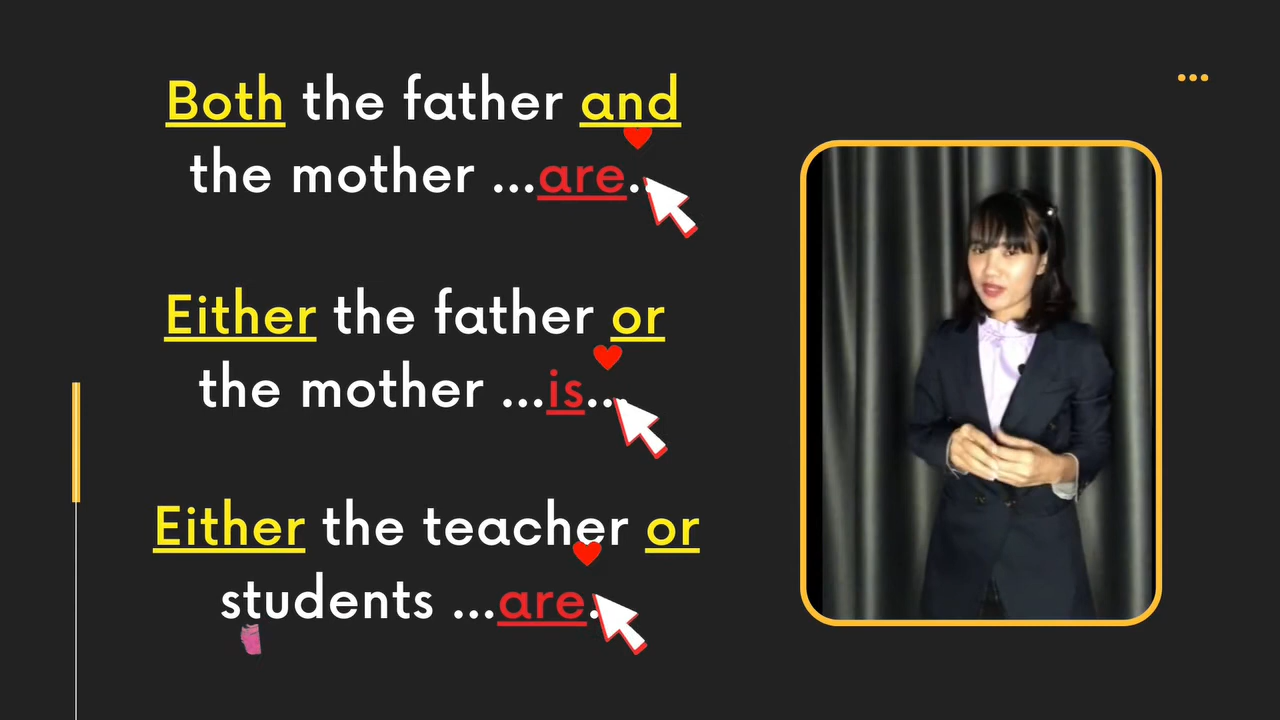 Both the father and
the mother ...are..
Either the father or
the mother ...is...
Either the teacher or
students ...are.